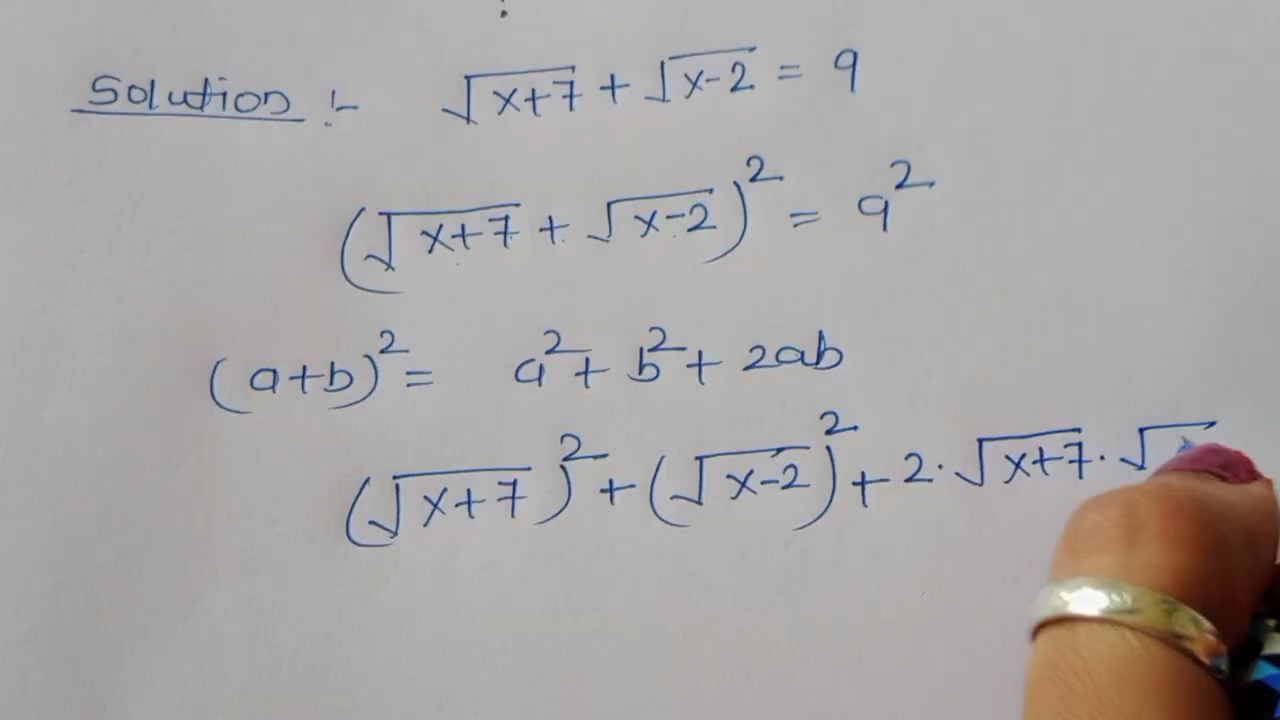 Solution :- √x+7 + √x-2 = 9
(√x+7 + √x-2)² = 9²
(a+b)² = a² + b² + 2ab
(√x+7)² + (√x-2)² + 2·√x+7·√